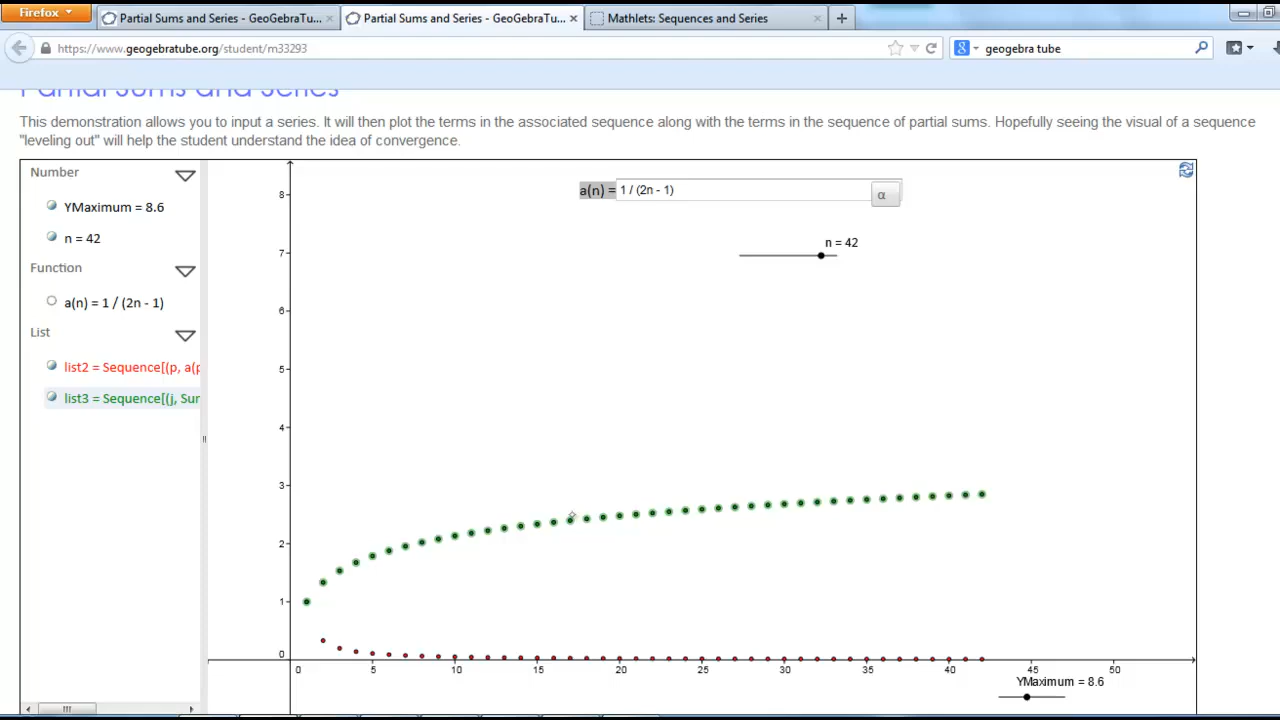 Firefox
Partial Sums and Series - GeoGebraTu...
Partial Sums and Series - GeoGebraTu...
Mathlets: Sequences and Series
https://www.geogebratube.org/student/m33293
geogebra tube
Partial Sums and Series
This demonstration allows you to input a series. It will then plot the terms in the associated sequence along with the terms in the sequence of partial sums. Hopefully seeing the visual of a sequence
"leveling out" will help the student understand the idea of convergence.
Number
YMaximum = 8.6
n = 42
Function
a(n) = 1 / (2n - 1)
List
list2 = Sequence[(p, a(p
list3 = Sequence[(j, Sur
a(n) = 1 / (2n - 1) α
n = 42
8
7
6
5
4
3
2
1
0
0 5 10 15 20 25 30 35 40 45 50
YMaximum = 8.6